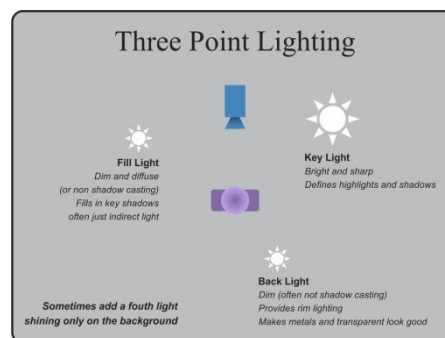 Three Point Lighting
Fill Light
Dim and diffuse
(or non shadow casting)
Fills in key shadows
often just indirect light
Key Light
Bright and sharp
Defines highlights and shadows
Back Light
Dim (often not shadow casting)
Provides rim lighting
Makes metals and transparent look good
Sometimes add a fouth light
shining only on the background